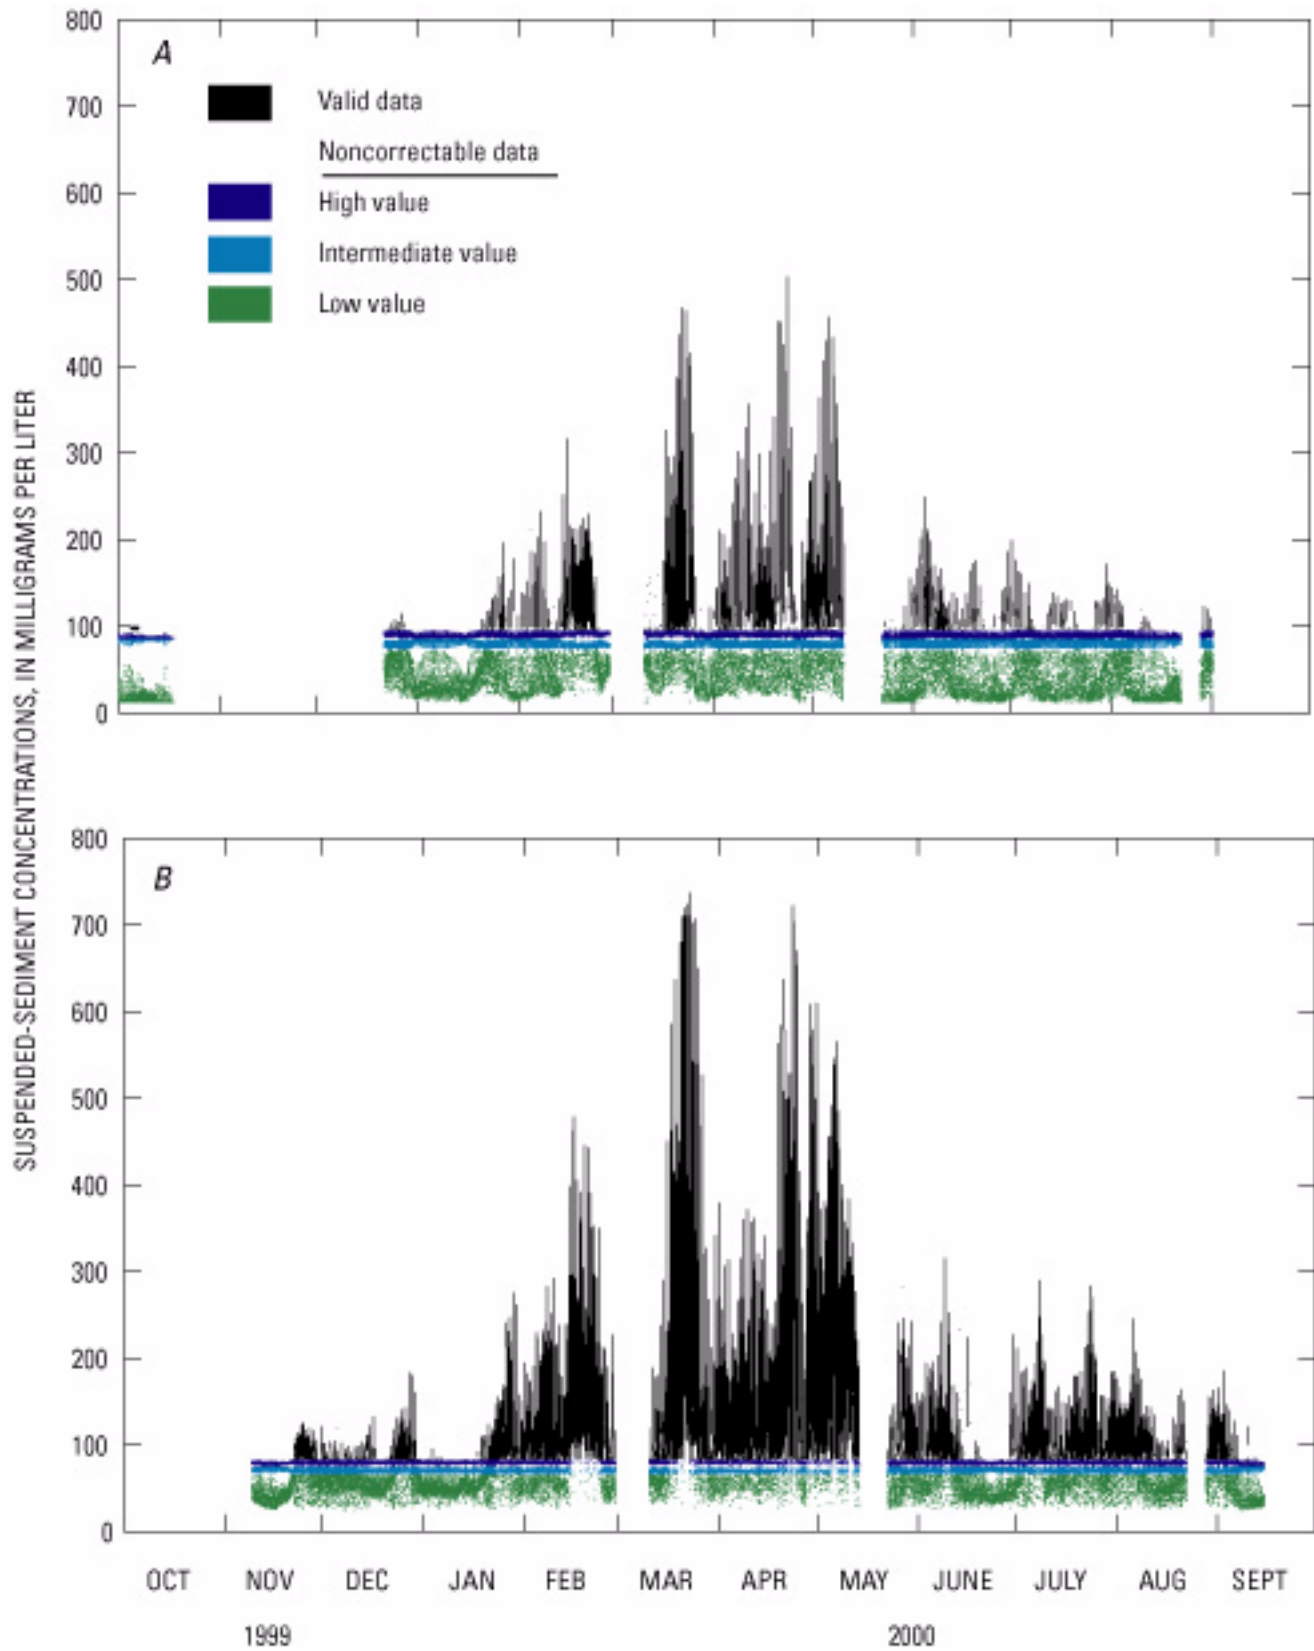 SUSPENDED-SEDIMENT CONCENTRATIONS, IN MILLIGRAMS PER LITER
800
700
600
500
400
300
200
100
0
A
Valid data
Noncorrectable data
High value
Intermediate value
Low value
800
700
600
500
400
300
200
100
0
B
OCT NOV DEC JAN FEB MAR APR MAY JUNE JULY AUG SEPT
1999 2000